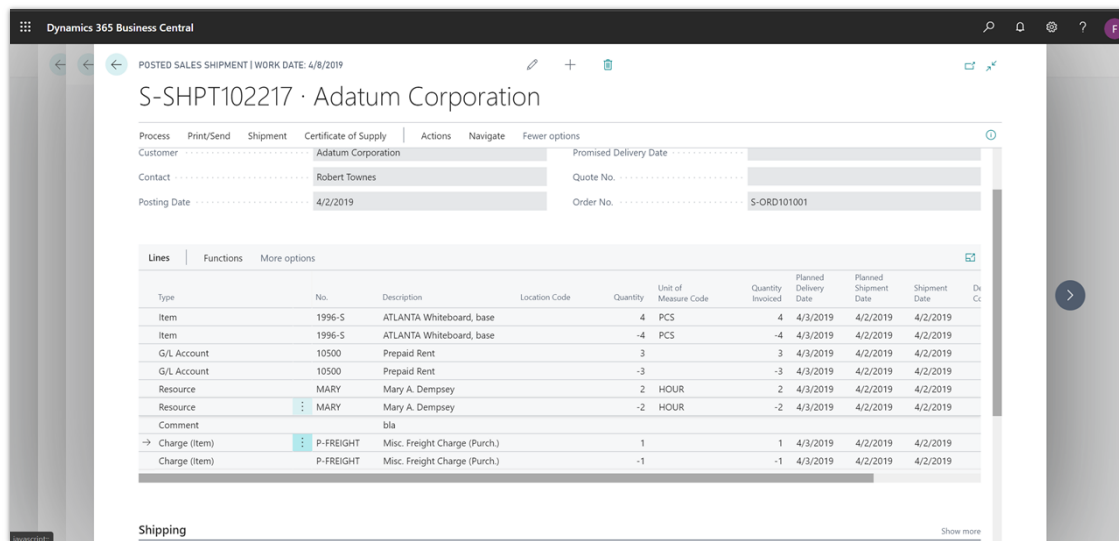 Dynamics 365 Business Central ? F
POSTED SALES SHIPMENT | WORK DATE: 4/8/2019
S-SHPT102217 · Adatum Corporation
Process Print/Send Shipment Certificate of Supply Actions Navigate Fewer options
Customer Adatum Corporation Promised Delivery Date
Contact Robert Townes Quote No.
Posting Date 4/2/2019 Order No. S-ORD101001
Lines Functions More options
Type No. Description Location Code Quantity Unit of Measure Code Quantity Invoiced Planned Delivery Date Planned Shipment Date Shipment Date
Item 1996-S ATLANTA Whiteboard, base 4 PCS 4 4/3/2019 4/2/2019 4/2/2019
Item 1996-S ATLANTA Whiteboard, base -4 PCS -4 4/3/2019 4/2/2019 4/2/2019
G/L Account 10500 Prepaid Rent 3 3 4/3/2019 4/2/2019 4/2/2019
G/L Account 10500 Prepaid Rent -3 -3 4/3/2019 4/2/2019 4/2/2019
Resource MARY Mary A. Dempsey 2 HOUR 2 4/3/2019 4/2/2019 4/2/2019
Resource MARY Mary A. Dempsey -2 HOUR -2 4/3/2019 4/2/2019 4/2/2019
Comment bla
Charge (Item) P-FREIGHT Misc. Freight Charge (Purch.) 1 1 4/3/2019 4/2/2019 4/2/2019
Charge (Item) P-FREIGHT Misc. Freight Charge (Purch.) -1 -1 4/3/2019 4/2/2019 4/2/2019
Shipping Show more
javascript: